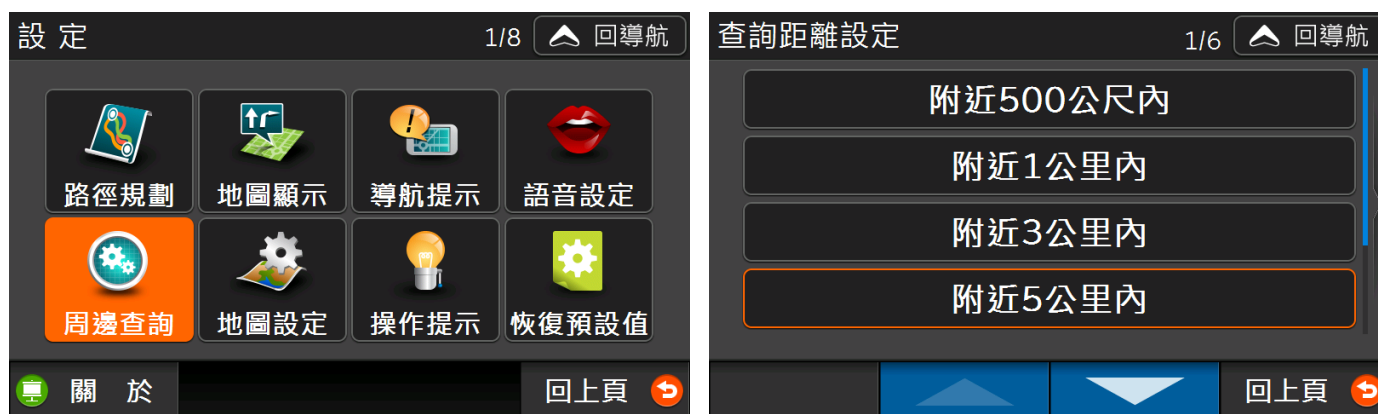 設 定 1/8 回導航
路徑規劃 地圖顯示 導航提示 語音設定
周邊查詢 地圖設定 操作提示 恢復預設值
關 於 回上頁
查詢距離設定 1/6 回導航
附近500公尺內
附近1公里內
附近3公里內
附近5公里內
回上頁